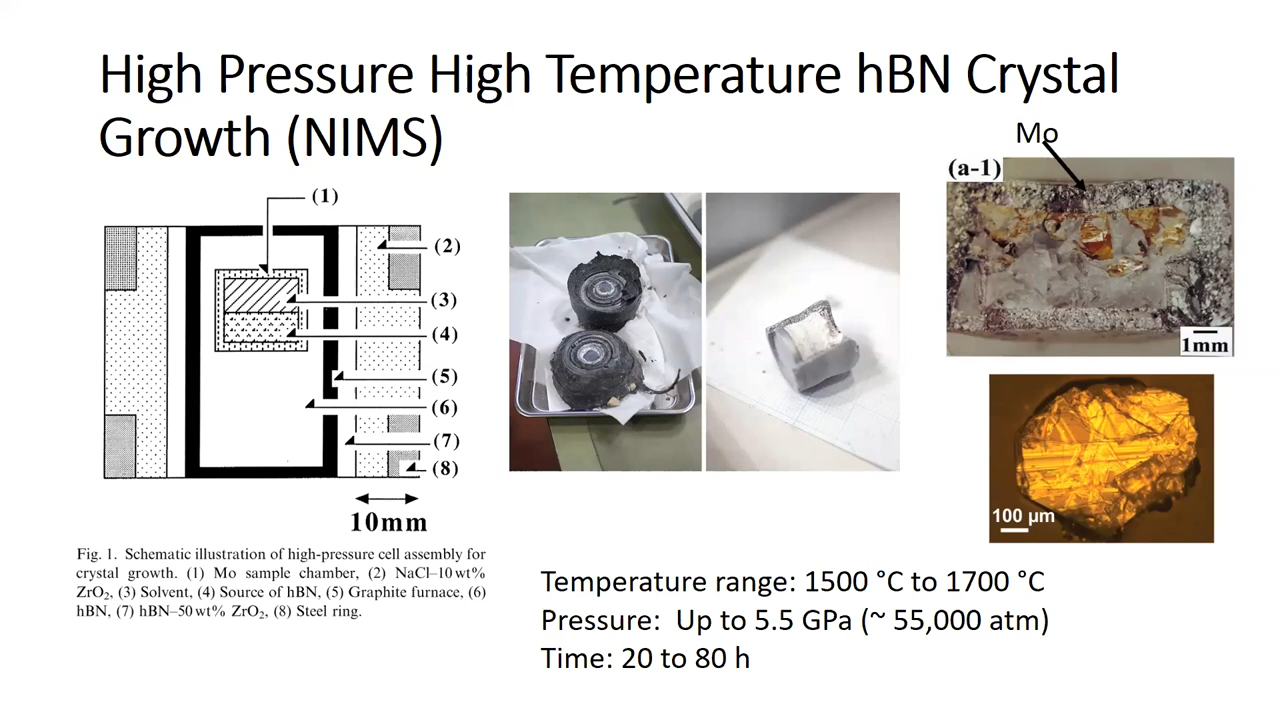 High Pressure High Temperature hBN Crystal
Growth (NIMS)
Mo
(a-1)
(1)
(2)
(3)
(4)
(5)
(6)
(7)
(8)
10mm
1mm
100 µm
Fig. 1. Schematic illustration of high-pressure cell assembly for
crystal growth. (1) Mo sample chamber, (2) NaCl–10 wt%
ZrO₂, (3) Solvent, (4) Source of hBN, (5) Graphite furnace, (6)
hBN, (7) hBN–50 wt% ZrO₂, (8) Steel ring.
Temperature range: 1500 °C to 1700 °C
Pressure: Up to 5.5 GPa (~ 55,000 atm)
Time: 20 to 80 h